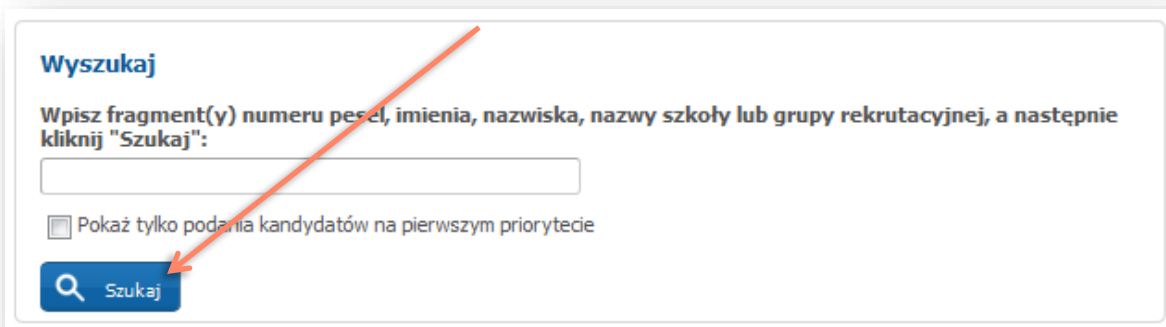 Wyszukaj
Wpisz fragment(y) numeru pesel, imienia, nazwiska, nazwy szkoły lub grupy rekrutacyjnej, a następnie
kliknij "Szukaj":
Pokaż tylko podania kandydatów na pierwszym priorytecie
Szukaj